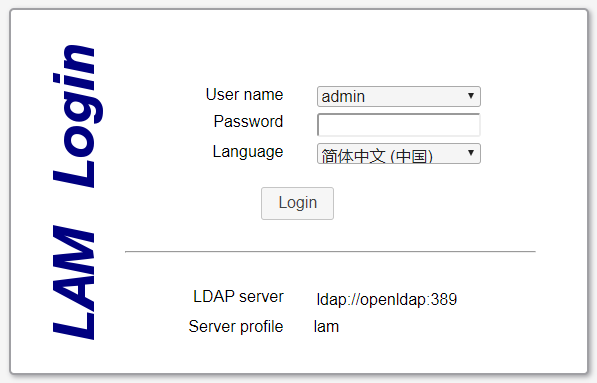 LAM Login
User name admin
Password
Language 简体中文 (中国)
Login
LDAP server ldap://openldap:389
Server profile lam